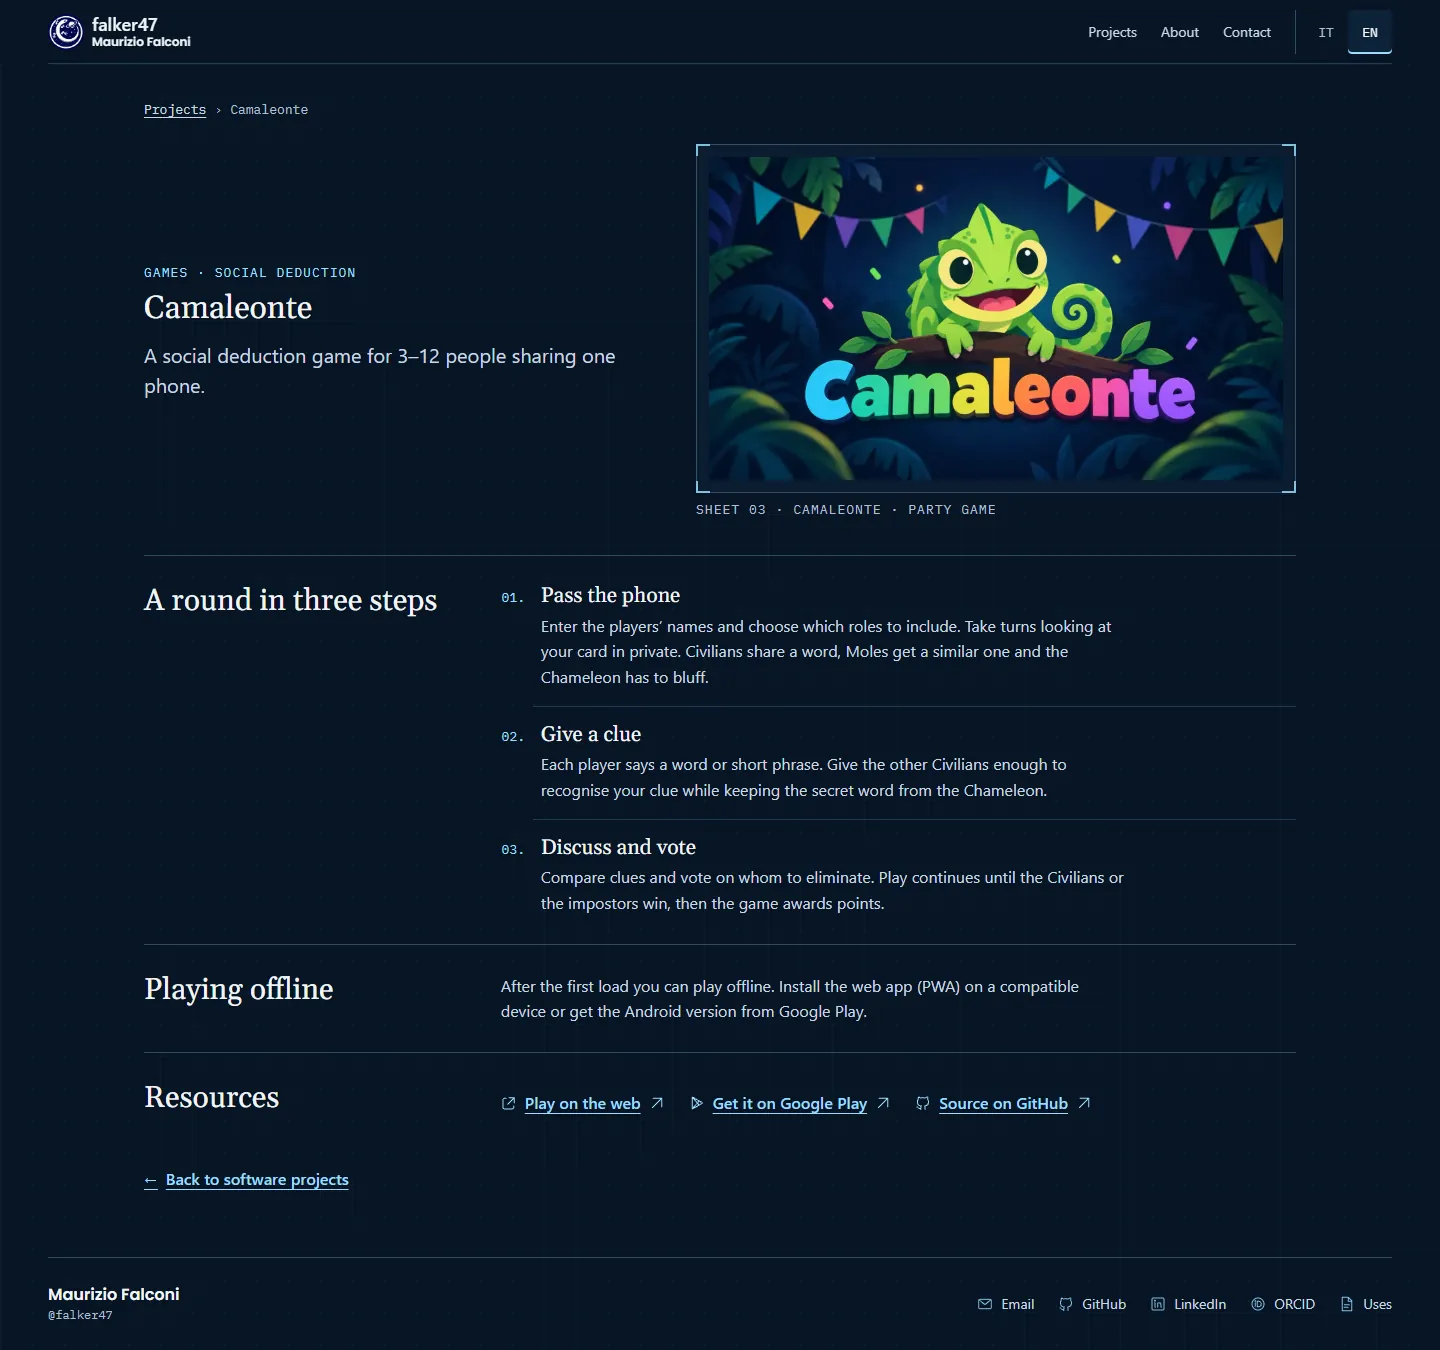 falker47
Maurizio Falconi
Projects
About
Contact
IT
EN
Projects › Camaleonte
GAMES · SOCIAL DEDUCTION
Camaleonte
A social deduction game for 3–12 people sharing one
phone.
Camaleonte
SHEET 03 · CAMALEONTE · PARTY GAME
A round in three steps
01. Pass the phone
Enter the players’ names and choose which roles to include. Take turns looking at
your card in private. Civilians share a word, Moles get a similar one and the
Chameleon has to bluff.
02. Give a clue
Each player says a word or short phrase. Give the other Civilians enough to
recognise your clue while keeping the secret word from the Chameleon.
03. Discuss and vote
Compare clues and vote on whom to eliminate. Play continues until the Civilians or
the impostors win, then the game awards points.
Playing offline
After the first load you can play offline. Install the web app (PWA) on a compatible
device or get the Android version from Google Play.
Resources
Play on the web ↗
Get it on Google Play ↗
Source on GitHub ↗
← Back to software projects
Maurizio Falconi
@falker47
Email
GitHub
LinkedIn
ORCID
Uses